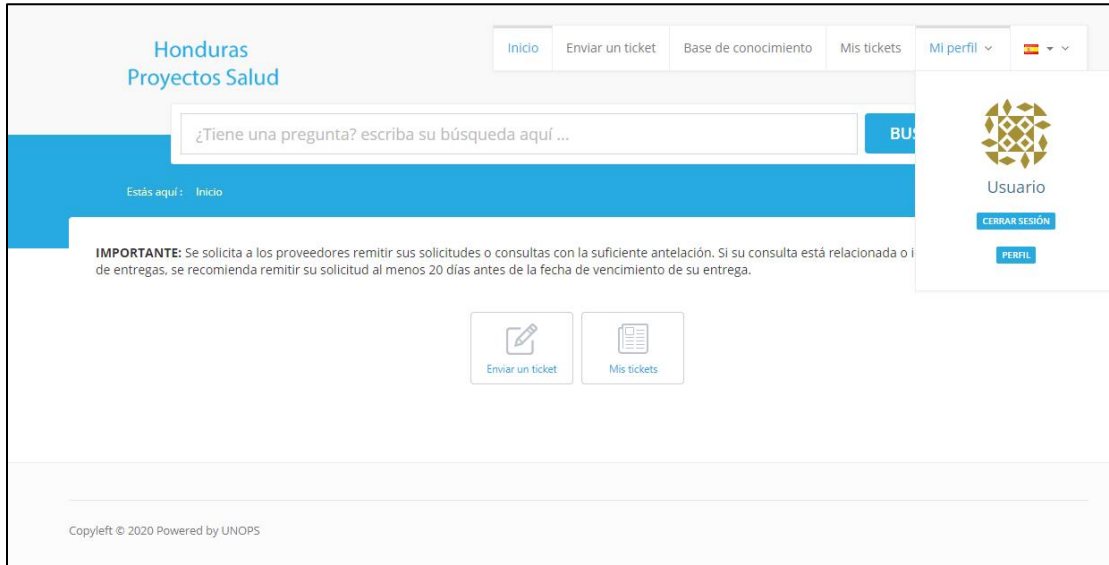 Honduras
Proyectos Salud
Inicio
Enviar un ticket
Base de conocimiento
Mis tickets
Mi perfil
¿Tiene una pregunta? escriba su búsqueda aquí ...
BUS
Usuario
CERRAR SESIÓN
PERFIL
Estás aquí : Inicio
IMPORTANTE: Se solicita a los proveedores remitir sus solicitudes o consultas con la suficiente antelación. Si su consulta está relacionada o i
de entregas, se recomienda remitir su solicitud al menos 20 días antes de la fecha de vencimiento de su entrega.
Enviar un ticket
Mis tickets
Copyleft © 2020 Powered by UNOPS